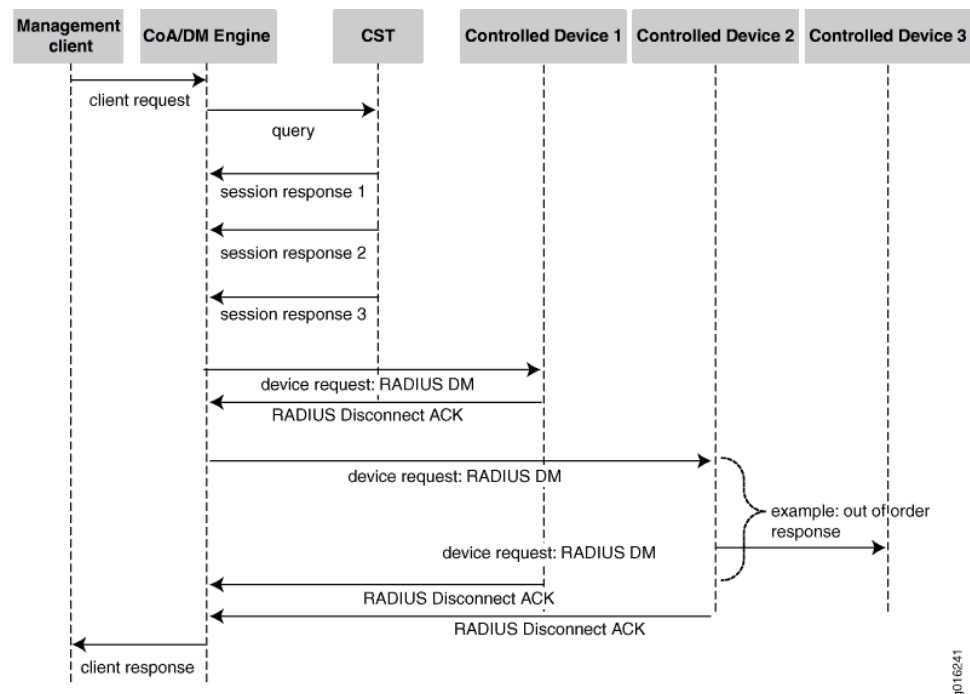 Management
client
CoA/DM Engine
CST
Controlled Device 1
Controlled Device 2
Controlled Device 3
client request
query
session response 1
session response 2
session response 3
device request: RADIUS DM
RADIUS Disconnect ACK
device request: RADIUS DM
example: out of order
response
device request: RADIUS DM
RADIUS Disconnect ACK
RADIUS Disconnect ACK
client response
g016241